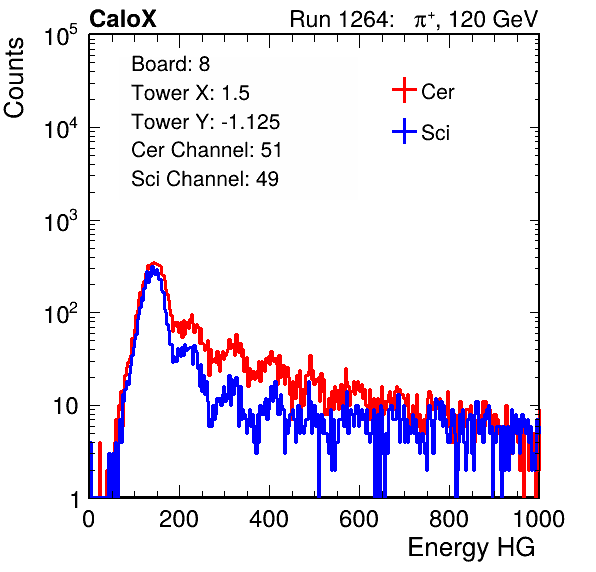 CaloX Run 1264: π⁺, 120 GeV
Board: 8
Tower X: 1.5
Tower Y: -1.125
Cer Channel: 51
Sci Channel: 49
Cer
Sci
Counts
10⁵
10⁴
10³
10²
10
1
0 200 400 600 800 1000
Energy HG